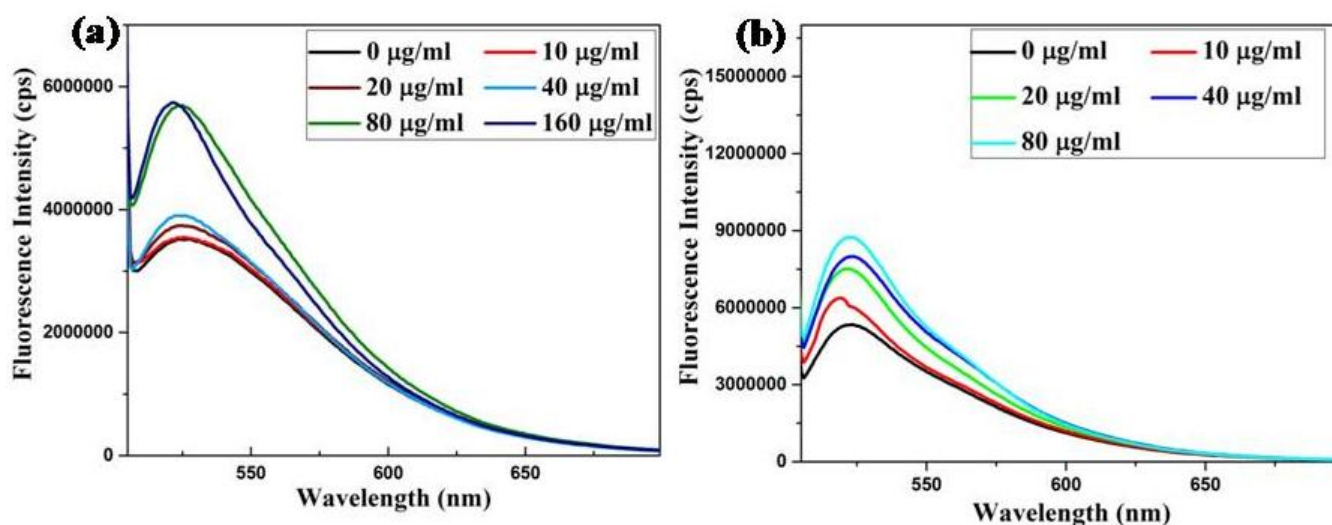 (a)
0 µg/ml 10 µg/ml
20 µg/ml 40 µg/ml
80 µg/ml 160 µg/ml
Fluorescence Intensity (cps)
6000000
4000000
2000000
0
550 600 650
Wavelength (nm)
(b)
0 µg/ml 10 µg/ml
20 µg/ml 40 µg/ml
80 µg/ml
Fluorescence Intensity (cps)
15000000
12000000
9000000
6000000
3000000
0
550 600 650
Wavelength (nm)